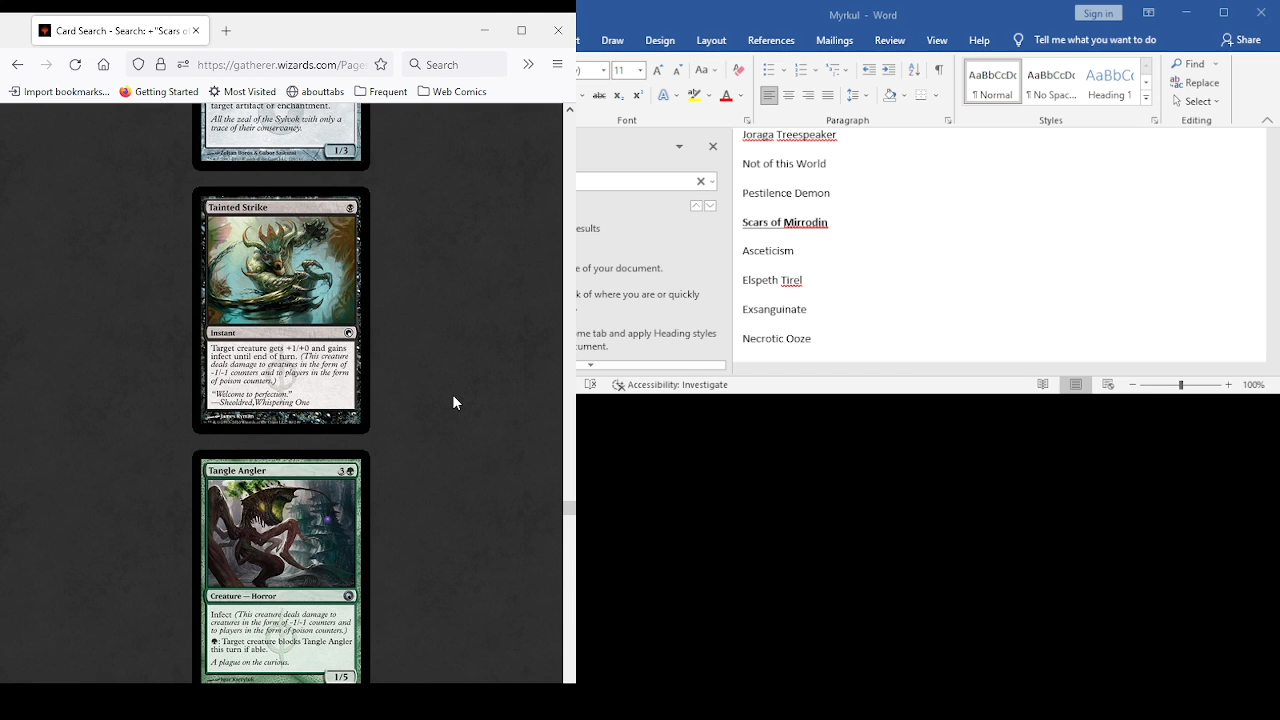 Card Search - Search: +"Scars o
https://gatherer.wizards.com/Page
Search
Import bookmarks...
Getting Started
Most Visited
abouttabs
Frequent
Web Comics
target artifact or enchantment.
All the zeal of the Sylvok with only a
trace of their conservancy.
1/3
Tainted Strike
Instant
Target creature gets +1/+0 and gains
infect until end of turn. (This creature
deals damage to creatures in the form of
-1/-1 counters and to players in the form
of poison counters.)
"Welcome to perfection."
—Sheoldred, Whispering One
Tangle Angler
3
Creature — Horror
Infect (This creature deals damage to
creatures in the form of -1/-1 counters and
to players in the form of poison counters.)
: Target creature blocks Tangle Angler
this turn if able.
A plague on the curious.
1/5
Myrkul - Word
Sign in
t
Draw
Design
Layout
References
Mailings
Review
View
Help
Tell me what you want to do
Share
11
Aa
abc
x₂
x²
A
ab
A
AaBbCcDc
AaBbCcDc
AaBbCc
¶ Normal
¶ No Spac...
Heading 1
Find
Replace
Select
Font
Paragraph
Styles
Editing
esults
e of your document.
k of where you are or quickly
me tab and apply Heading styles
cument.
Joraga Treespeaker
Not of this World
Pestilence Demon
Scars of Mirrodin
Asceticism
Elspeth Tirel
Exsanguinate
Necrotic Ooze
Accessibility: Investigate
100%